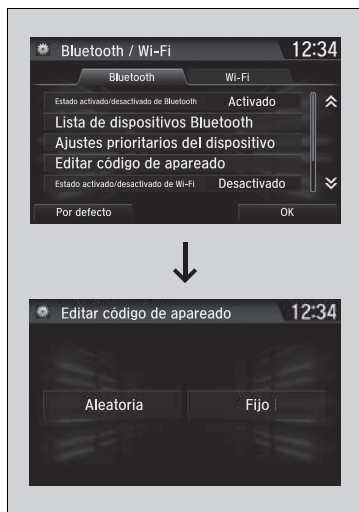 Bluetooth / Wi-Fi 12:34
Bluetooth Wi-Fi
Estado activado/desactivado de Bluetooth Activado
Lista de dispositivos Bluetooth
Ajustes prioritarios del dispositivo
Editar código de apareado
Estado activado/desactivado de Wi-Fi Desactivado
Por defecto OK
Editar código de apareado 12:34
Aleatoria Fijo